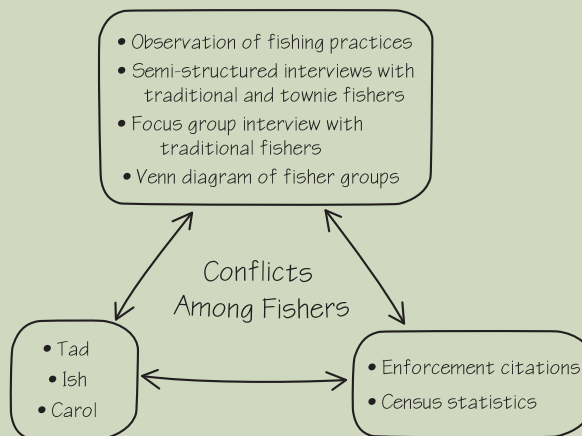 • Observation of fishing practices
• Semi-structured interviews with
traditional and townie fishers
• Focus group interview with
traditional fishers
• Venn diagram of fisher groups
Conflicts
Among Fishers
• Tad
• Ish
• Carol
• Enforcement citations
• Census statistics